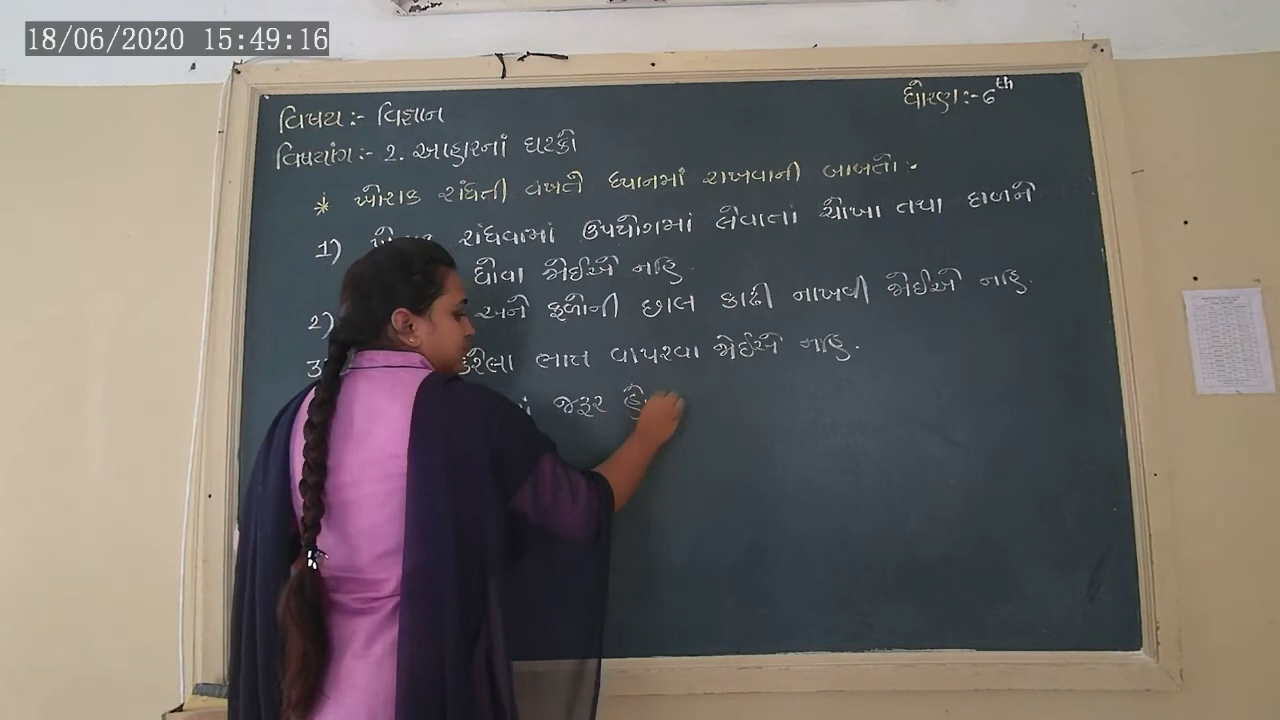 18/06/2020 15:49:16
ધોરણ:- 6th
વિષય :- વિજ્ઞાન
વિષયાંગ:- 2. આહારનાં ઘટકો
* ખોરાક રાંધતી વખતે ધ્યાનમાં રાખવાની બાબતો :-
1) રાંધવામાં ઉપયોગમાં લેવાતાં ચોખા તથા દાળને
ધોવા જોઈએ નહિ.
2) અને ફળોની છાલ કાઢી નાખવી જોઈએ નહિ.
3 કરેલા ભાત વાપરવા જોઈએ નહિ.
જરૂર